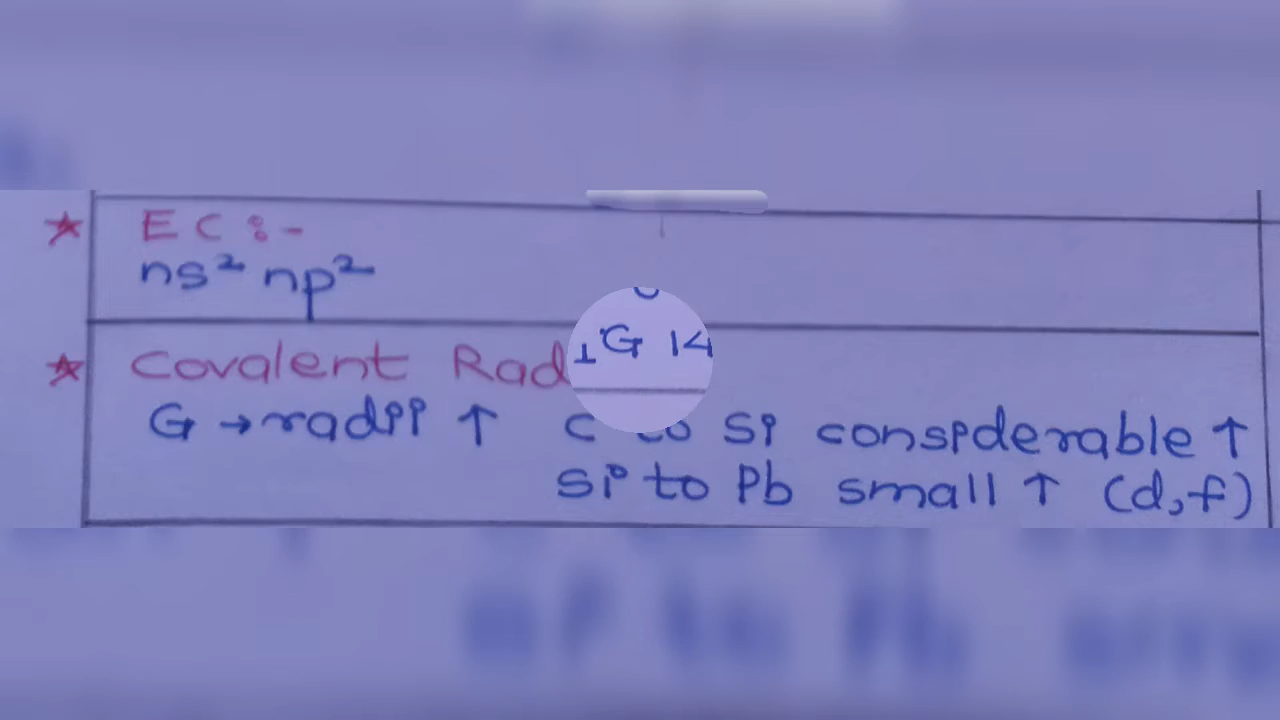 EC:-
ns² np²
G 14
Covalent Rad
G → radii ↑ C to Si considerable ↑
Si to Pb small ↑ (d,f)